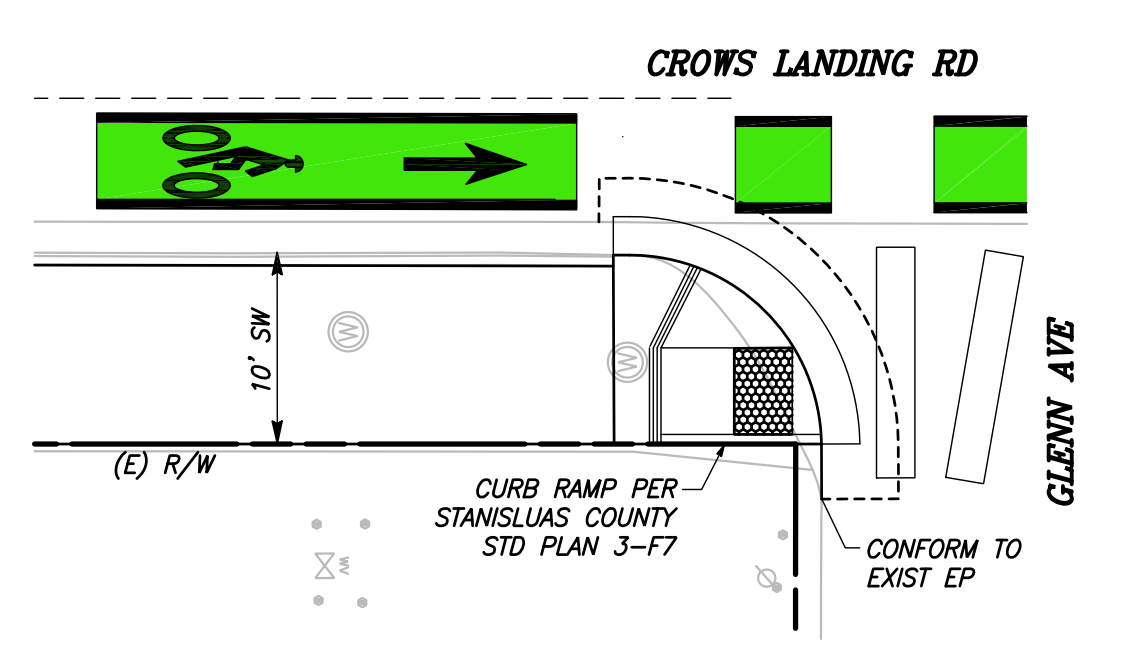 CROWS LANDING RD
10' SW
W
W
GLENN AVE
(E) R/W
CURB RAMP PER
STANISLUAS COUNTY
STD PLAN 3-F7
CONFORM TO
EXIST EP
WV